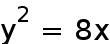 y² = 8x